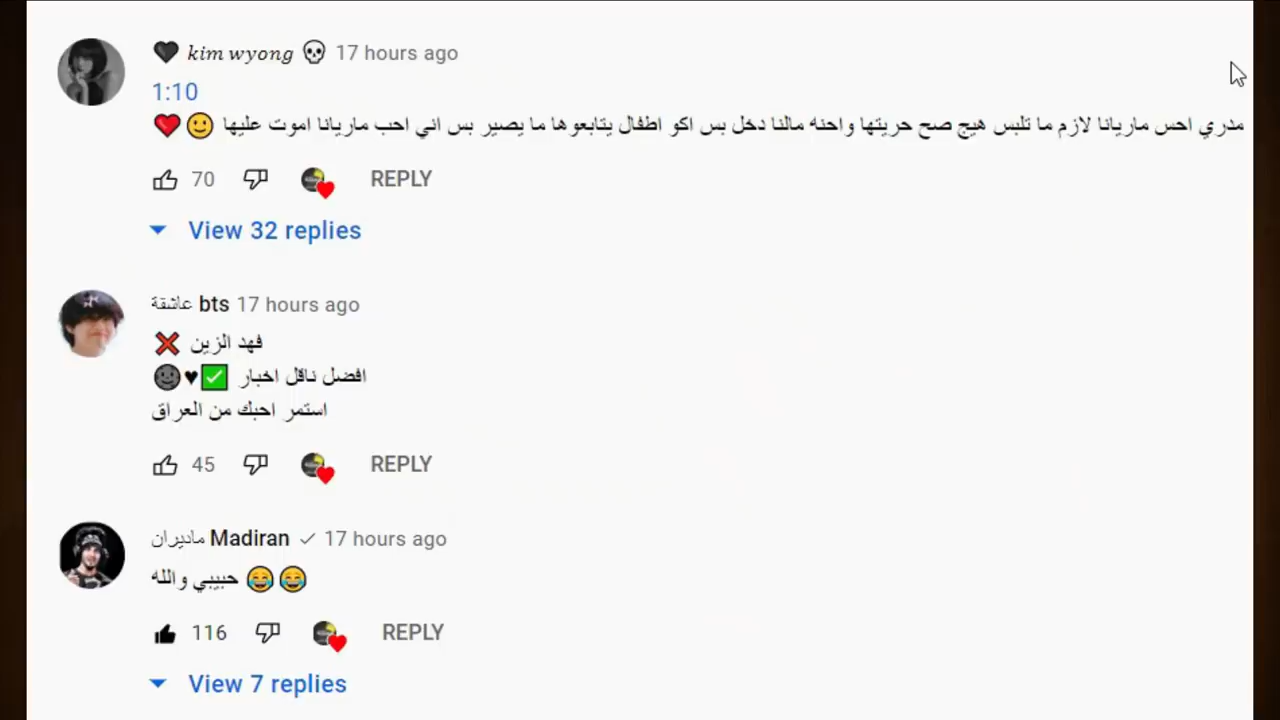 🖤 kim wyong 💀 17 hours ago
1:10
مدري احس ماريانا لازم ما تلبس هيج صح حريتها واحنه مالنا دخل بس اكو اطفال يتابعوها ما يصير بس اني احب ماريانا اموت عليها 🙂❤️
70 REPLY
View 32 replies
عاشقة bts 17 hours ago
فهد الزين ❌
افضل ناقل اخبار ✅♥🌚
استمر احبك من العراق
45 REPLY
ماديران Madiran ✓ 17 hours ago
حبيبي والله 😂😂
116 REPLY
View 7 replies